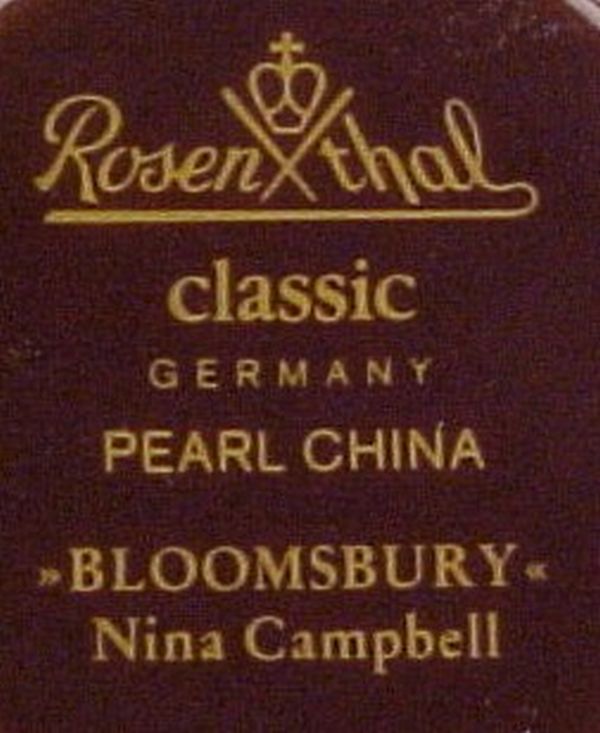 Rosenthal
classic
GERMANY
PEARL CHINA
»BLOOMSBURY«
Nina Campbell